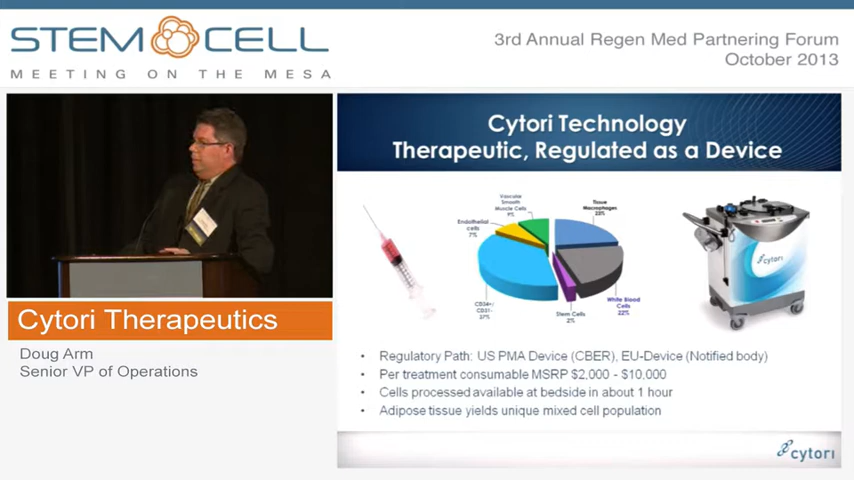 STEM CELL
MEETING ON THE MESA
3rd Annual Regen Med Partnering Forum
October 2013
Cytori Technology
Therapeutic, Regulated as a Device
Vascular
Smooth
Muscle Cells
9%
Tissue
Macrophages
23%
Endothelial
cells
7%
CD34+/
CD31-
37%
Stem Cells
2%
White Blood
Cells
22%
cytori
Cytori Therapeutics
Doug Arm
Senior VP of Operations
• Regulatory Path: US PMA Device (CBER), EU-Device (Notified body)
• Per treatment consumable MSRP $2,000 - $10,000
• Cells processed available at bedside in about 1 hour
• Adipose tissue yields unique mixed cell population
cytori